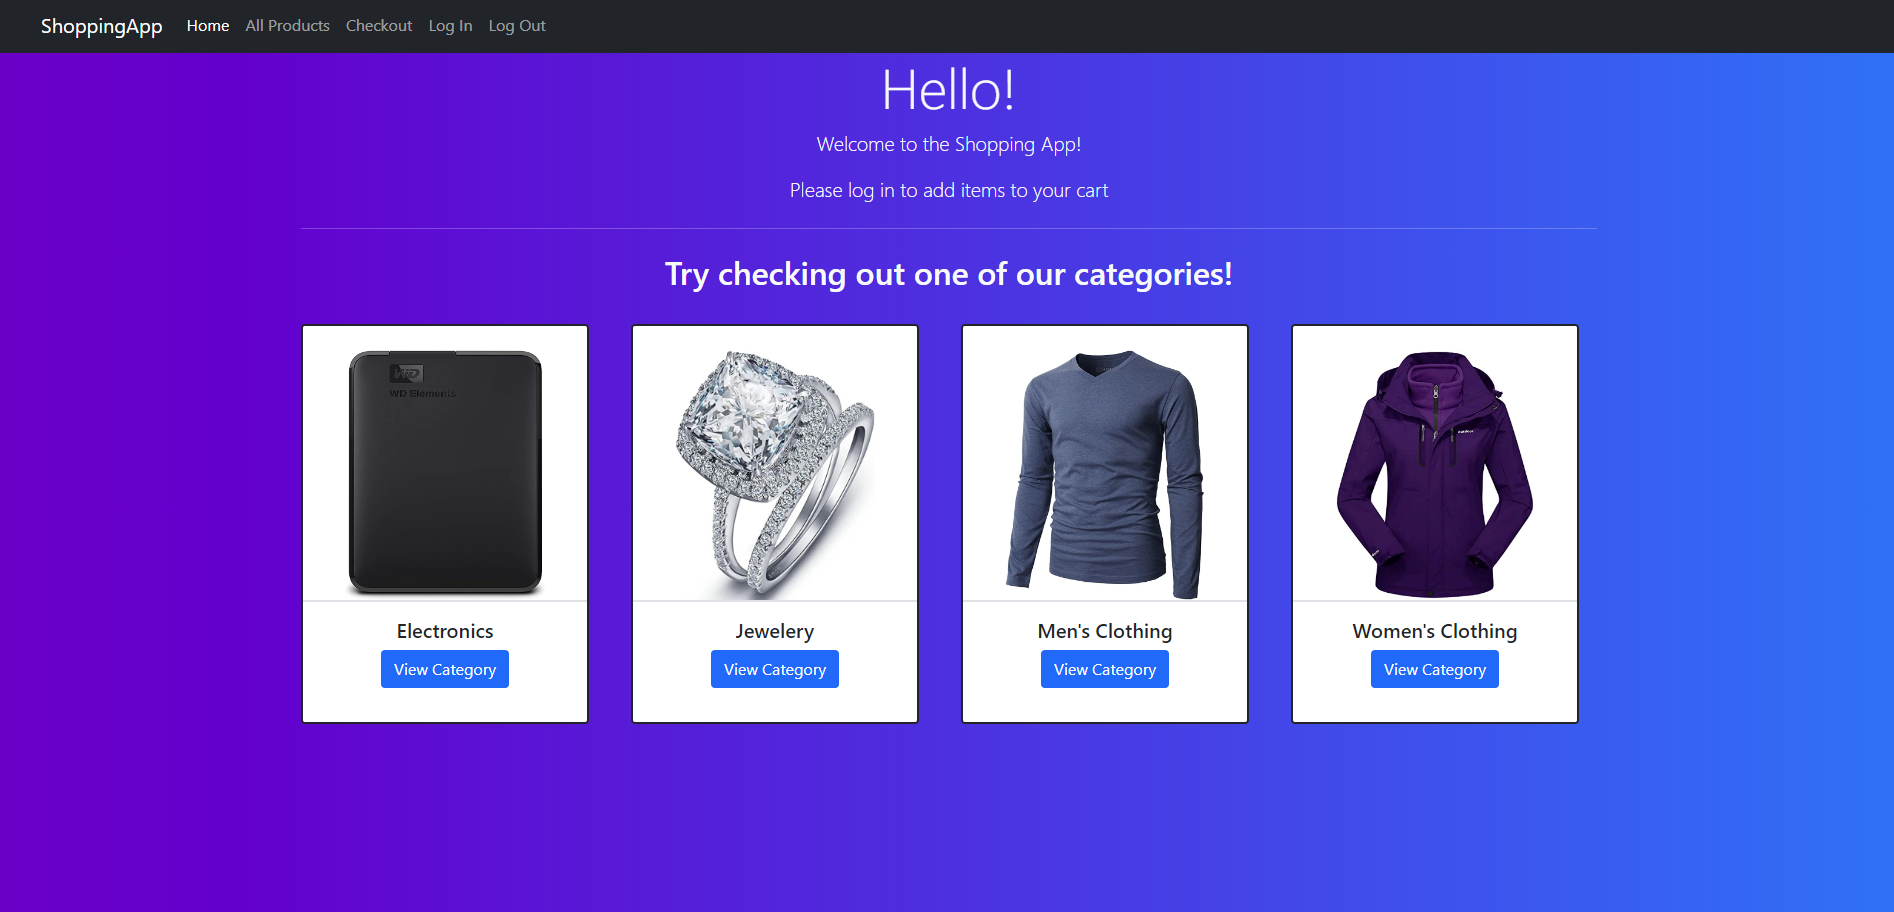 ShoppingApp Home All Products Checkout Log In Log Out
Hello!
Welcome to the Shopping App!
Please log in to add items to your cart
Try checking out one of our categories!
WD
WD Elements
Electronics
View Category
Jewelery
View Category
Men's Clothing
View Category
Women's Clothing
View Category